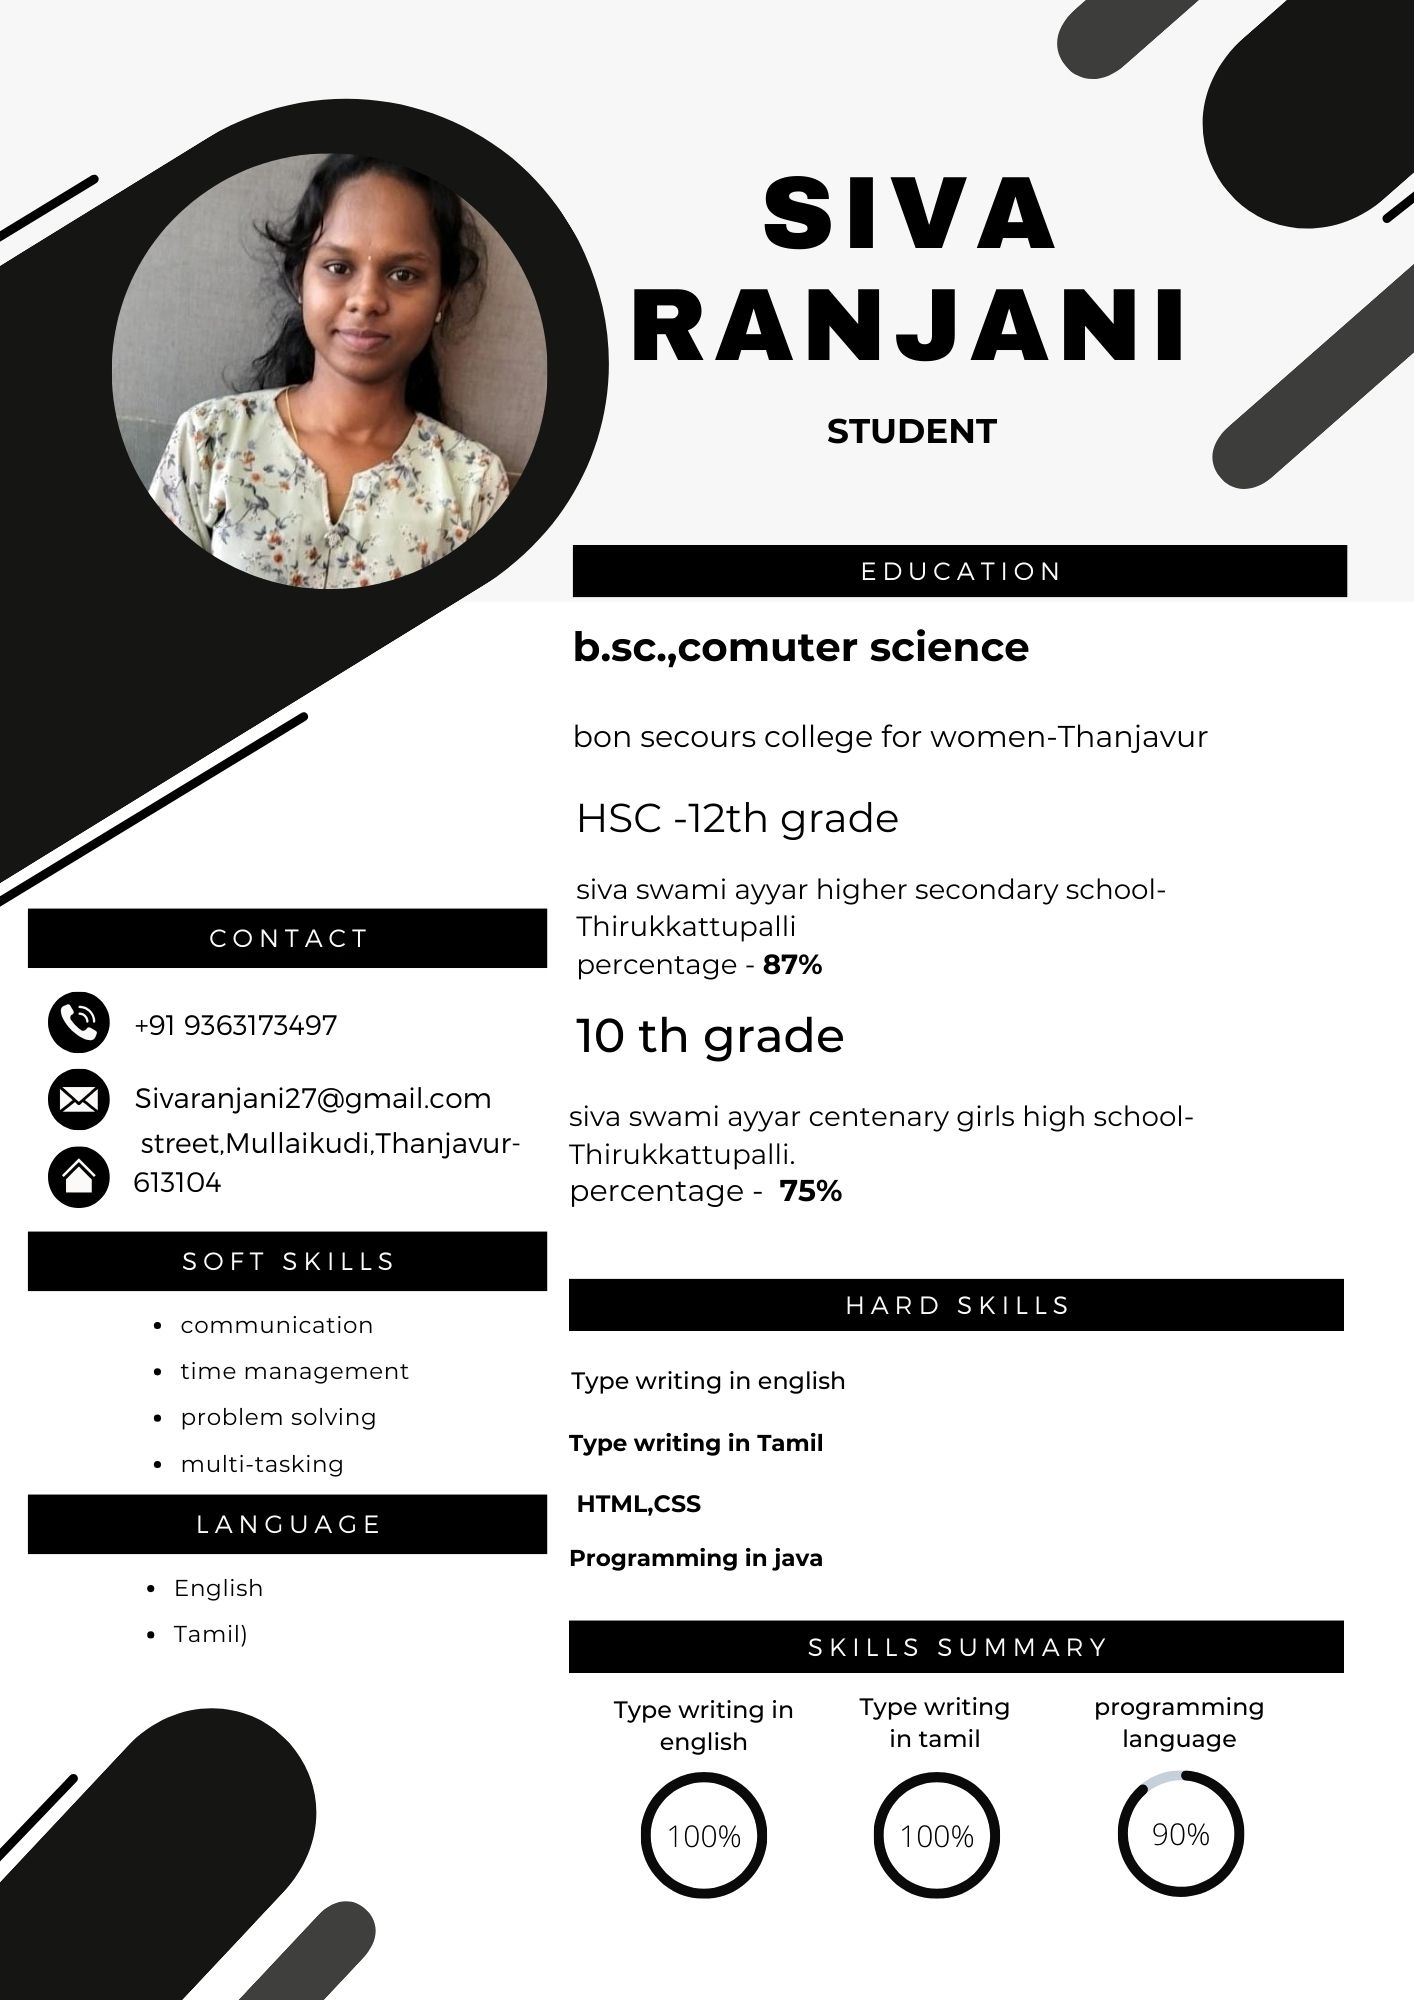 SIVA
RANJANI
STUDENT
EDUCATION
b.sc.,comuter science
bon secours college for women-Thanjavur
HSC -12th grade
siva swami ayyar higher secondary school-
Thirukkattupalli
percentage - 87%
10 th grade
siva swami ayyar centenary girls high school-
Thirukkattupalli.
percentage - 75%
CONTACT
+91 9363173497
Sivaranjani27@gmail.com
street,Mullaikudi,Thanjavur-
613104
SOFT SKILLS
communication
time management
problem solving
multi-tasking
LANGUAGE
English
Tamil)
HARD SKILLS
Type writing in english
Type writing in Tamil
HTML,CSS
Programming in java
SKILLS SUMMARY
Type writing in
english
100%
Type writing
in tamil
100%
programming
language
90%